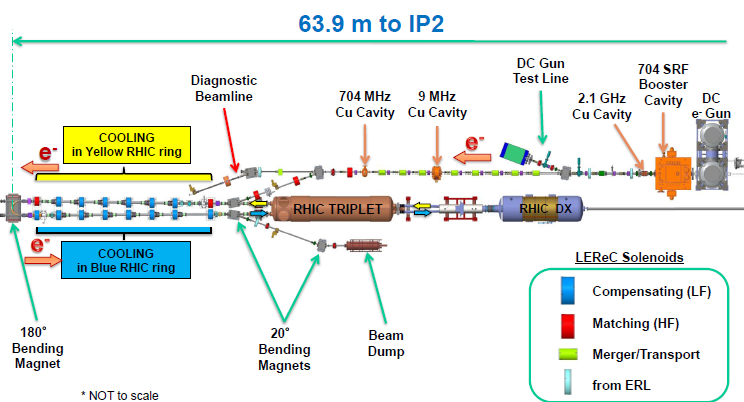 63.9 m to IP2
Diagnostic
Beamline
704 MHz
Cu Cavity
9 MHz
Cu Cavity
DC Gun
Test Line
2.1 GHz
Cu Cavity
704 SRF
Booster
Cavity
DC
e- Gun
e-
COOLING
in Yellow RHIC ring
e-
RHIC TRIPLET
RHIC DX
e-
COOLING
in Blue RHIC ring
180°
Bending
Magnet
20°
Bending
Magnets
Beam
Dump
LEReC Solenoids
Compensating (LF)
Matching (HF)
Merger/Transport
from ERL
* NOT to scale